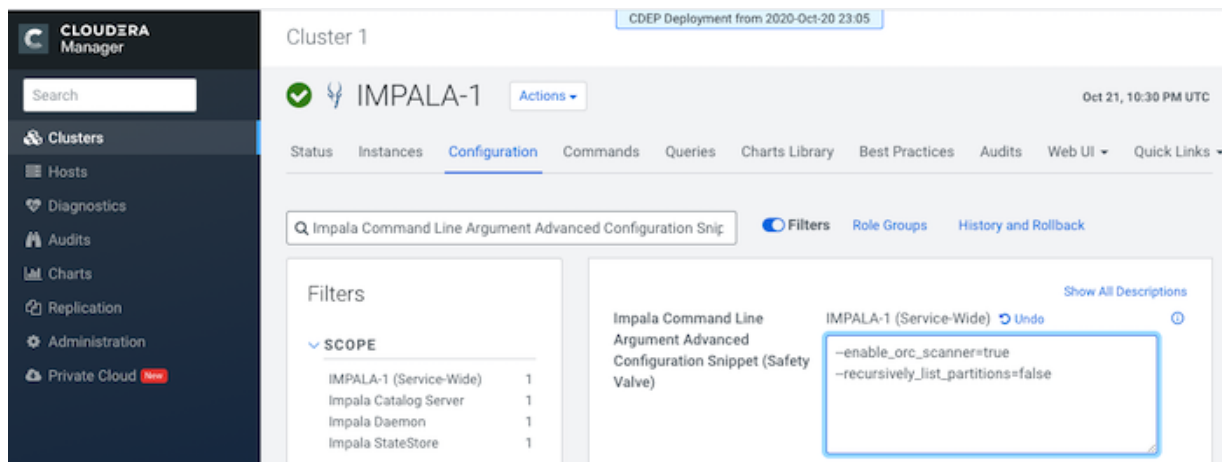 CLOUDERA
Manager
Search
Clusters
Hosts
Diagnostics
Audits
Charts
Replication
Administration
Private Cloud New
CDEP Deployment from 2020-Oct-20 23:05
Cluster 1
IMPALA-1
Actions
Oct 21, 10:30 PM UTC
Status Instances Configuration Commands Queries Charts Library Best Practices Audits Web UI Quick Links
Impala Command Line Argument Advanced Configuration Snip
Filters Role Groups History and Rollback
Filters
SCOPE
IMPALA-1 (Service-Wide) 1
Impala Catalog Server 1
Impala Daemon 1
Impala StateStore 1
Show All Descriptions
Impala Command Line
Argument Advanced
Configuration Snippet (Safety
Valve)
IMPALA-1 (Service-Wide) Undo
--enable_orc_scanner=true
--recursively_list_partitions=false